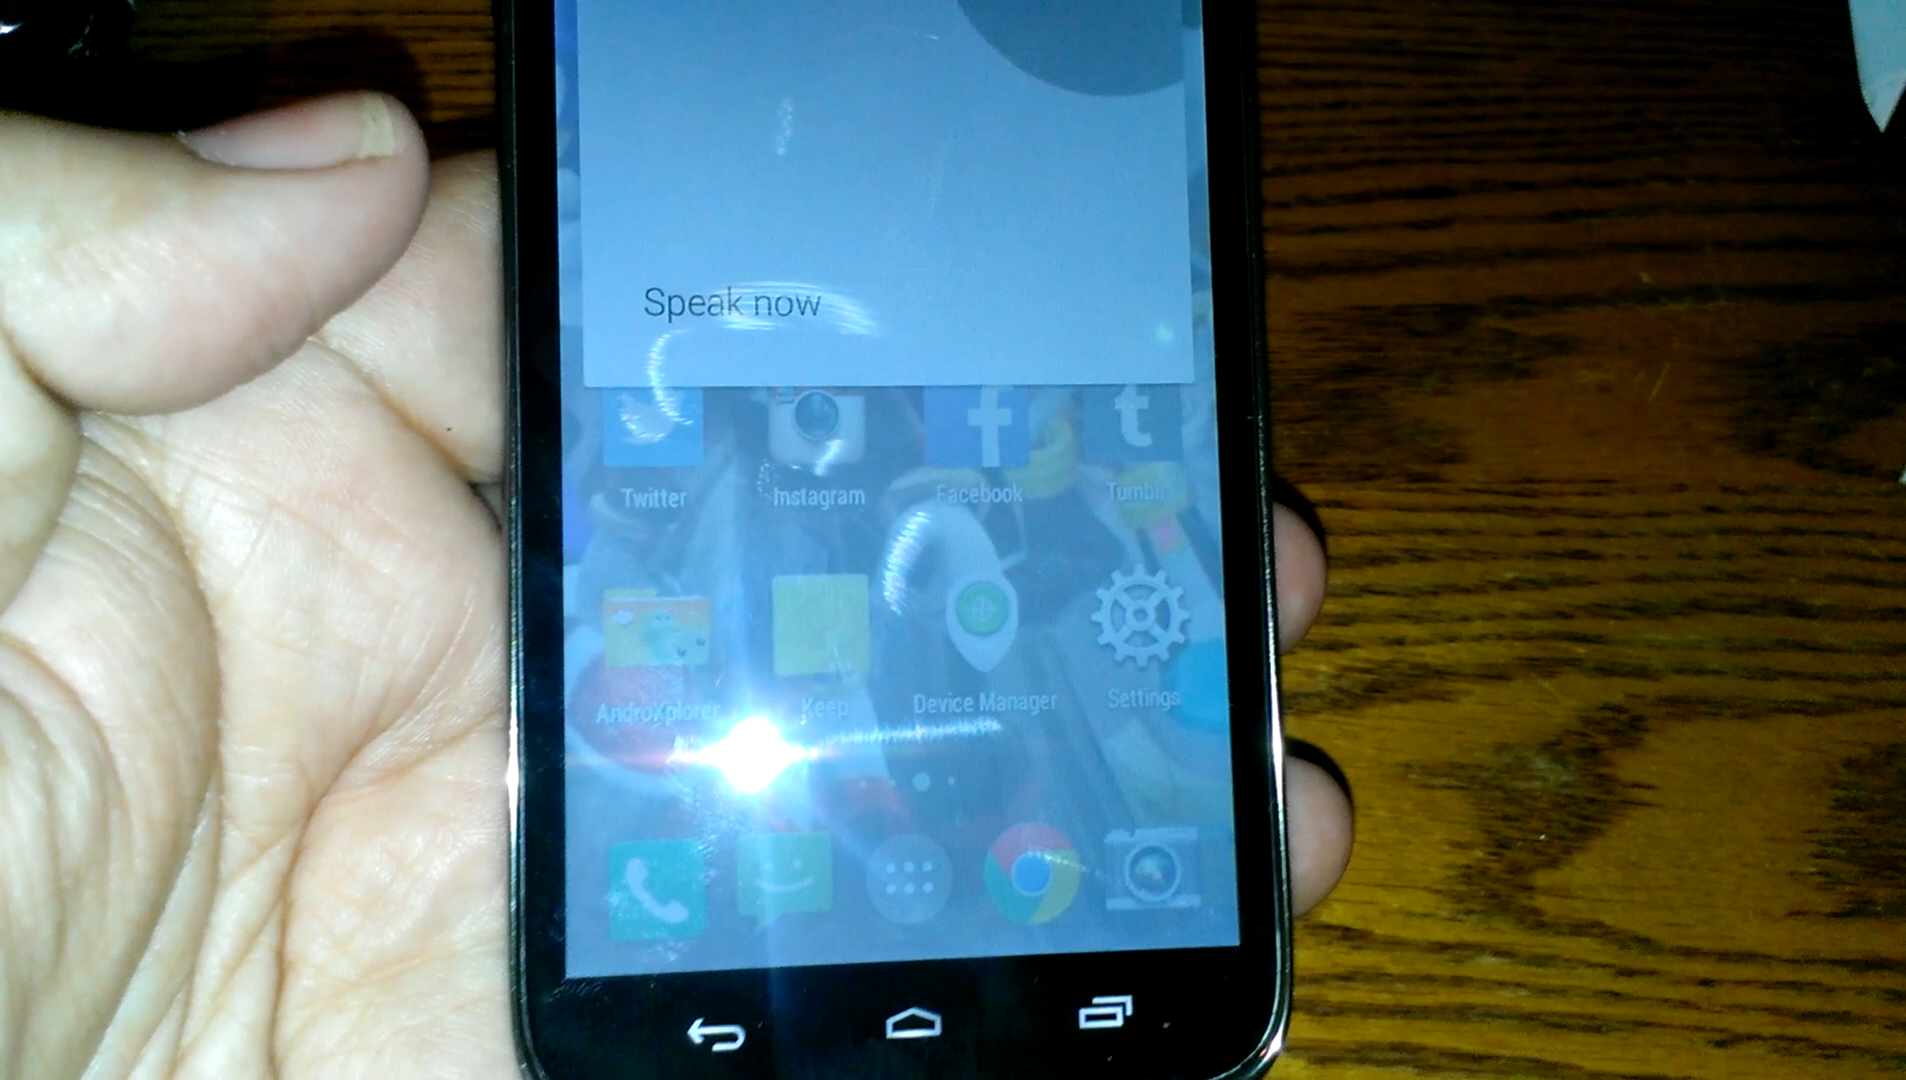 Speak now
f t
Twitter Instagram Facebook Tumblr
AndroXplorer Keep Device Manager Settings